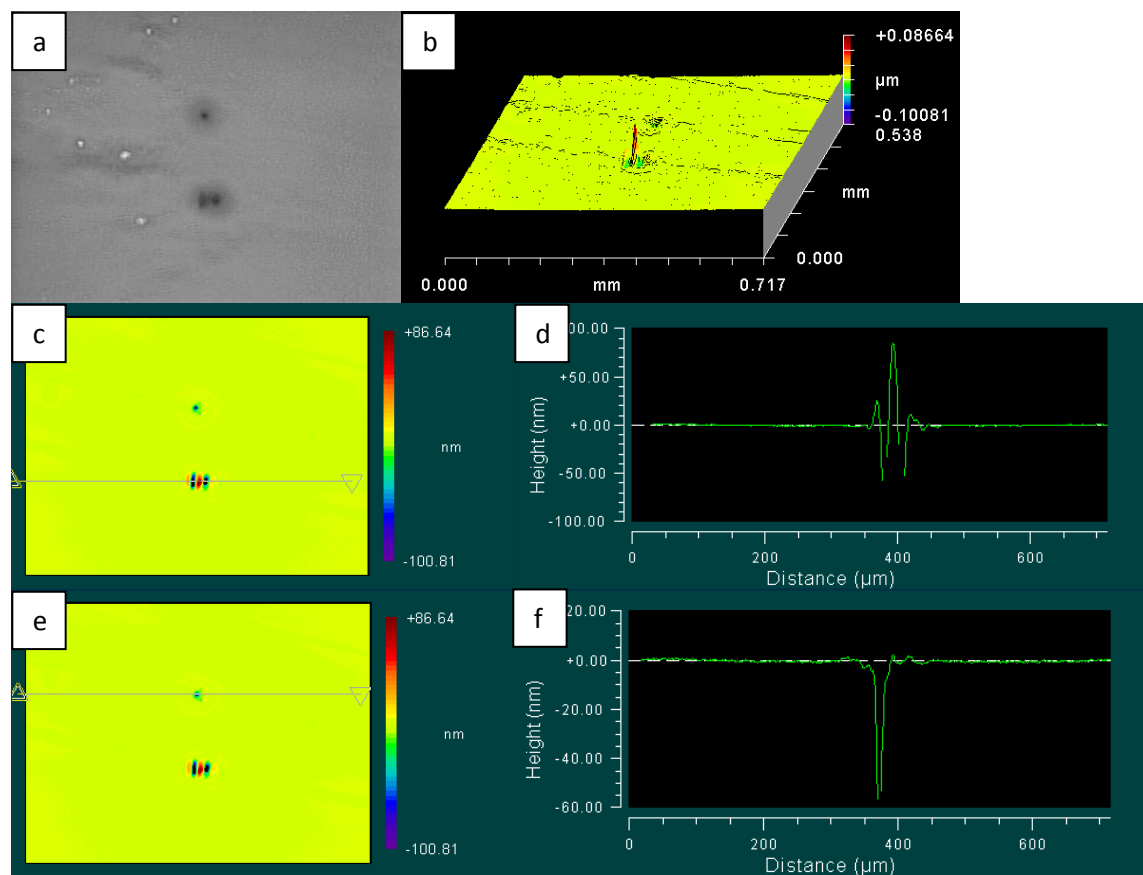 a
b
+0.08664
µm
-0.10081
0.538
mm
0.000
0.000
mm
0.717
c
+86.64
nm
-100.81
d
00.00
+50.00
+0.00
-50.00
-100.00
Height (nm)
0
200
400
600
Distance (µm)
e
+86.64
nm
-100.81
f
20.00
+0.00
-20.00
-40.00
-60.00
Height (nm)
0
200
400
600
Distance (µm)